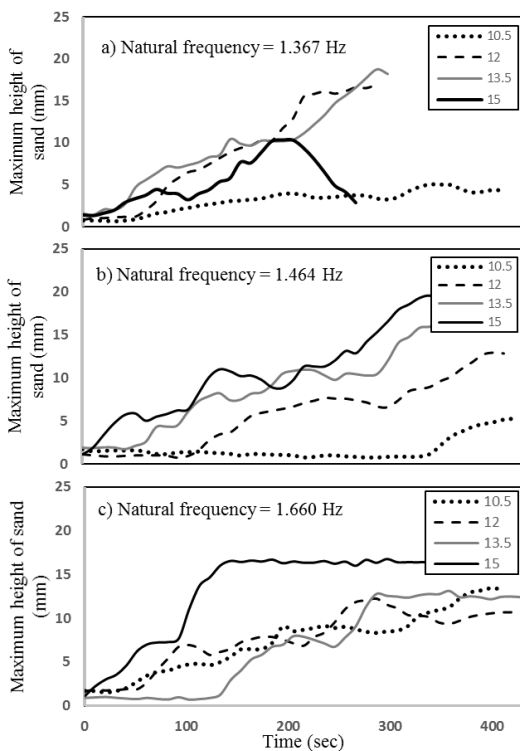 25
20
15
10
5
0
Maximum height of
sand (mm)
a) Natural frequency = 1.367 Hz
10.5
12
13.5
15
25
20
15
10
5
0
Maximum height of
sand (mm)
b) Natural frequency = 1.464 Hz
10.5
12
13.5
15
25
20
15
10
5
0
Maximum height of sand
(mm)
c) Natural frequency = 1.660 Hz
10.5
12
13.5
15
0 100 200 300 400
Time (sec)